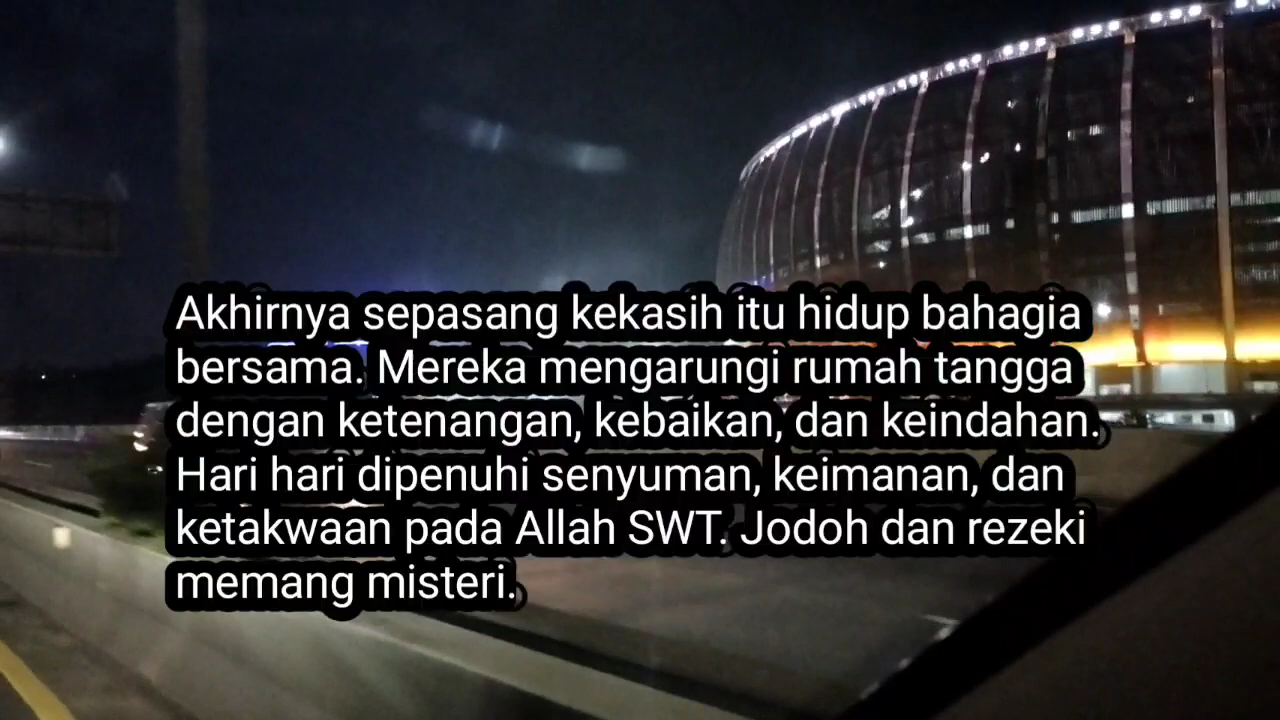 Akhirnya sepasang kekasih itu hidup bahagia
bersama. Mereka mengarungi rumah tangga
dengan ketenangan, kebaikan, dan keindahan.
Hari hari dipenuhi senyuman, keimanan, dan
ketakwaan pada Allah SWT. Jodoh dan rezeki
memang misteri.